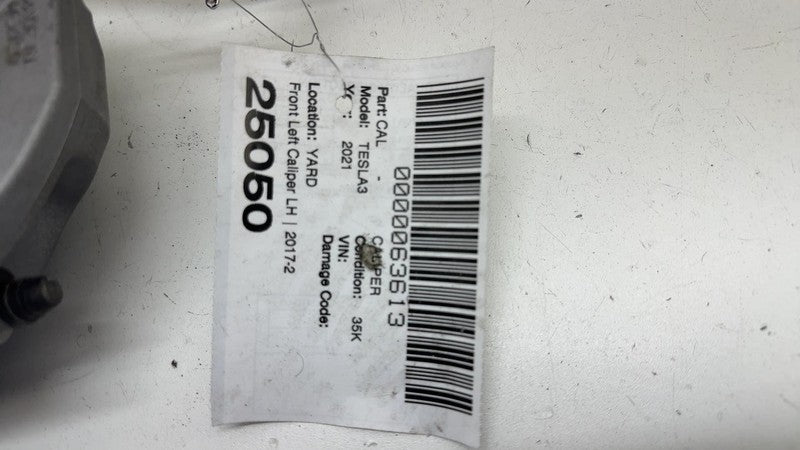 0000063613
Part: CAL - CALIPER
Model: TESLA3 Condition: 35K
2021 VIN:
Damage Code:
Location: YARD
Front Left Caliper LH | 2017-2
25050